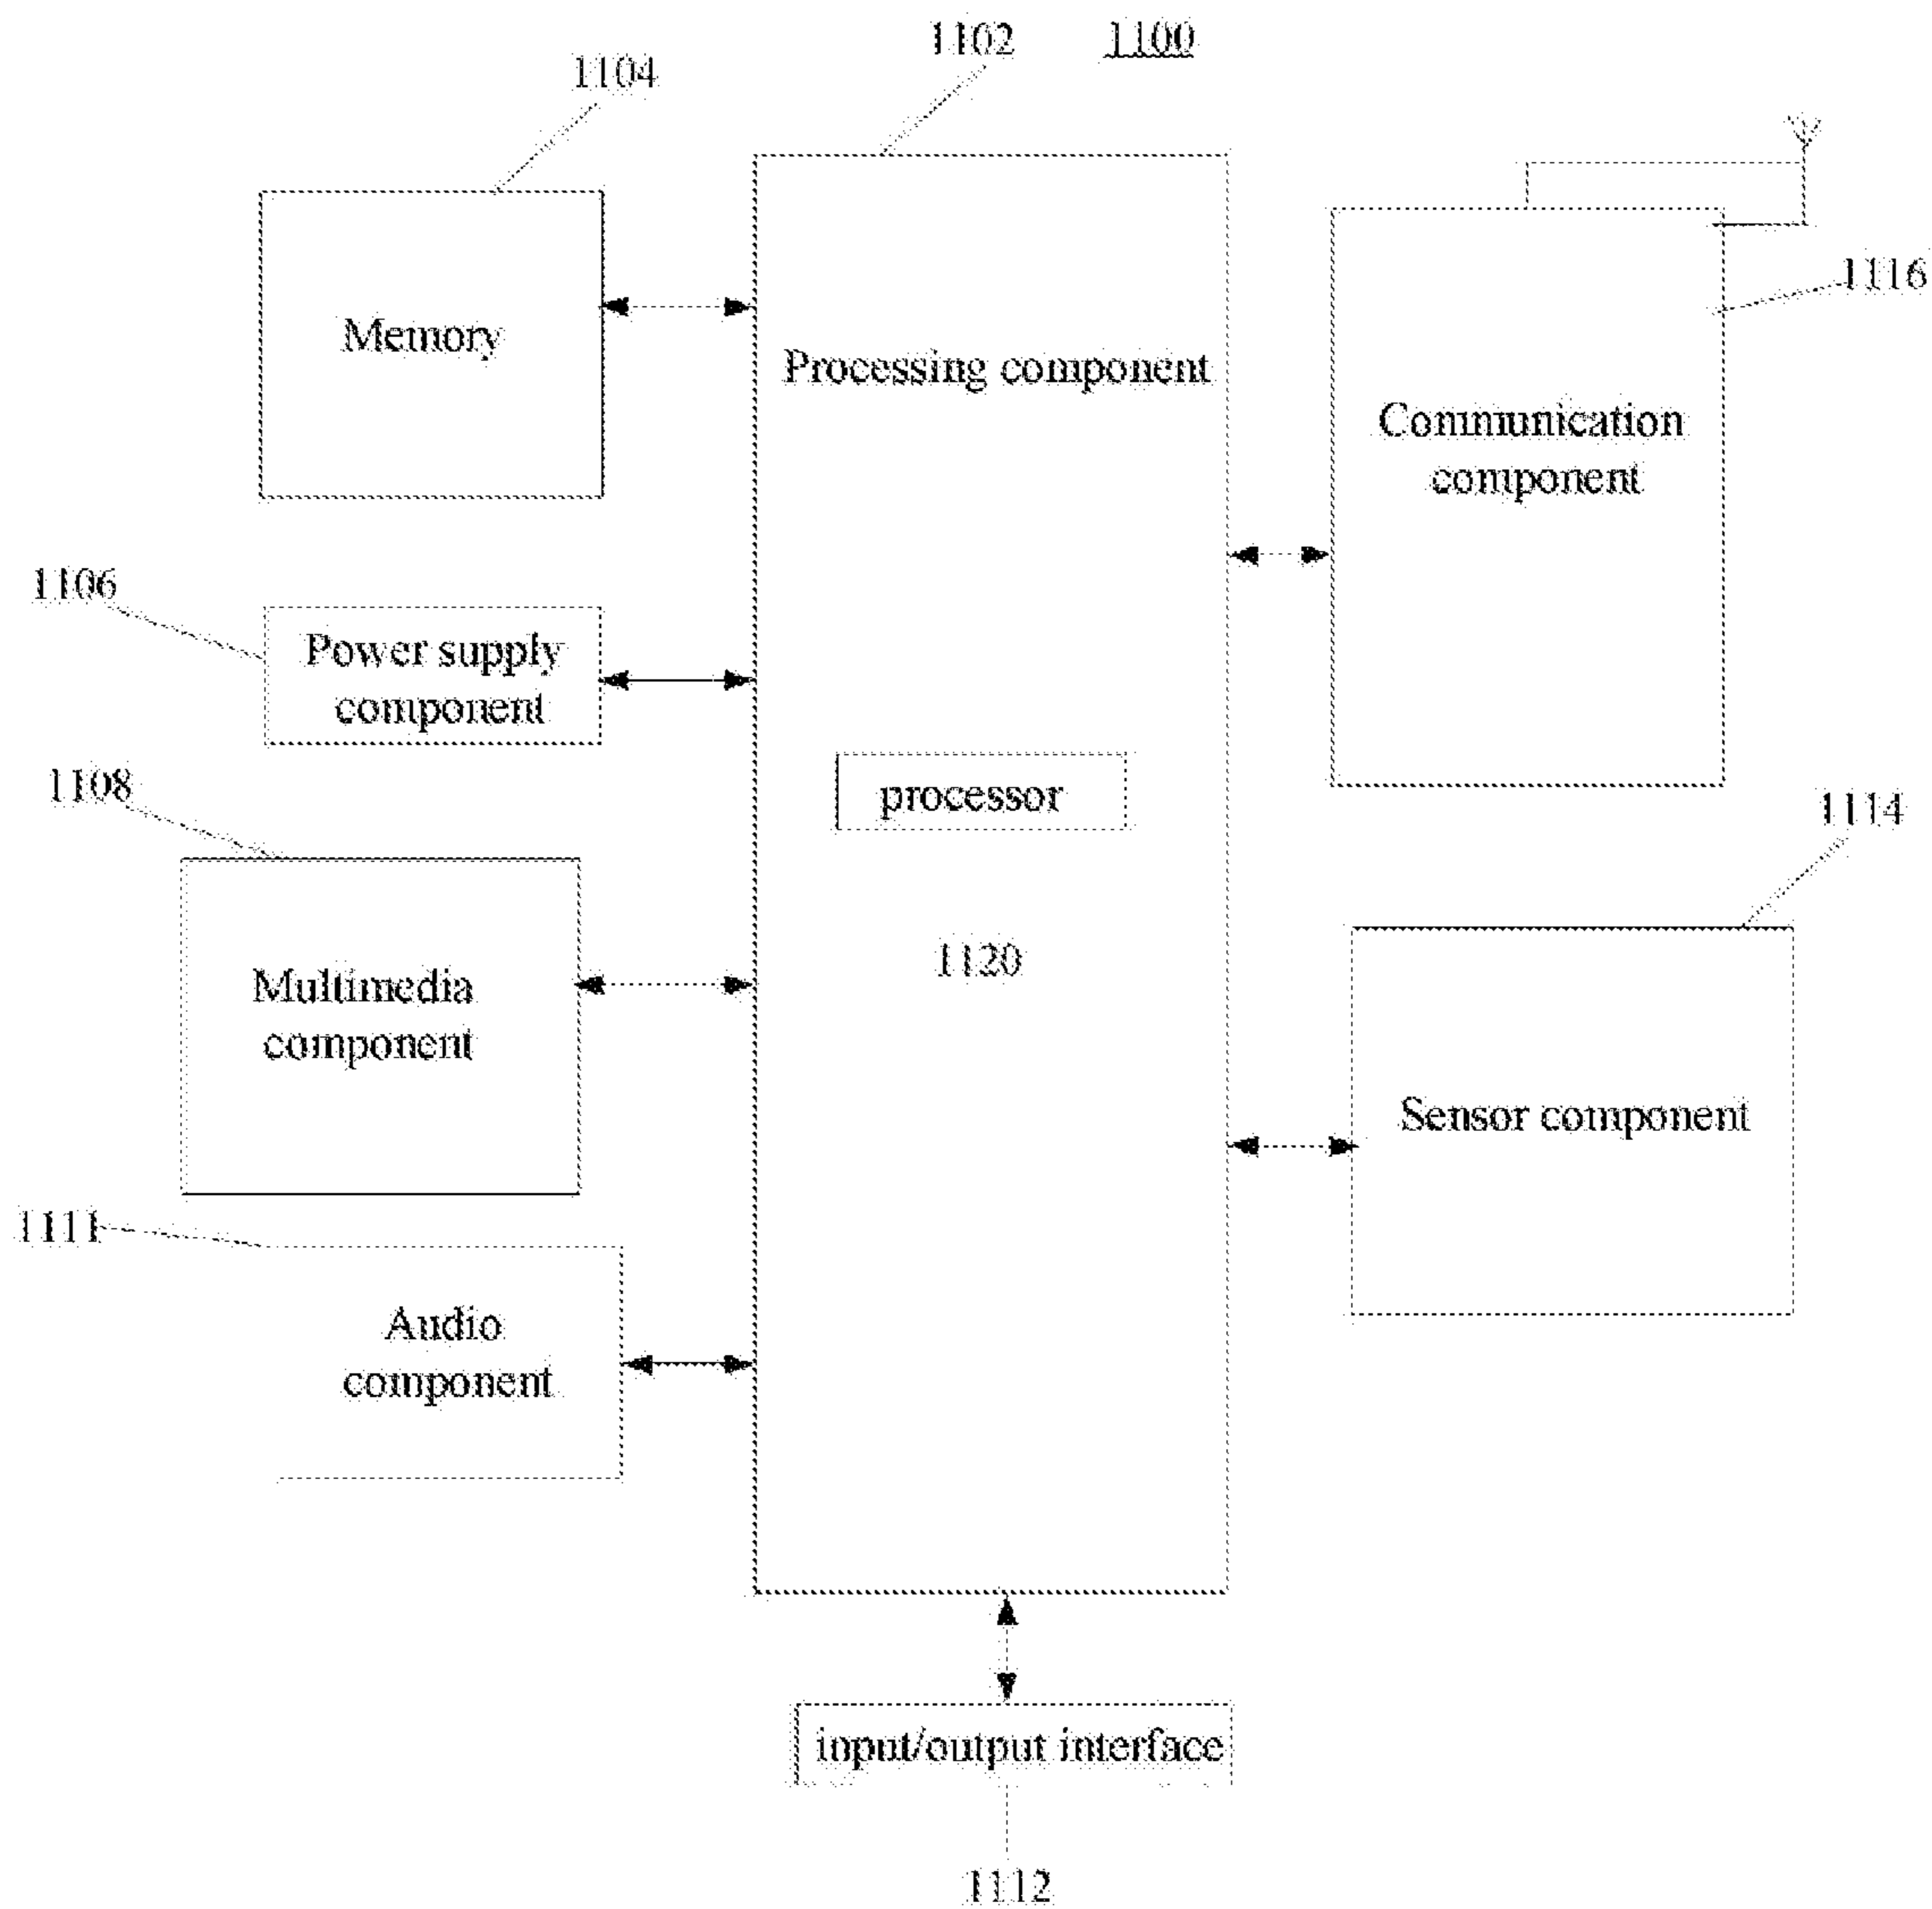 1102
1100
1104
1116
Memory
Processing component
Communication
component
1106
Power supply
component
1108
processor
1114
1120
Multimedia
component
Sensor component
1111
Audio
component
input/output interface
1112